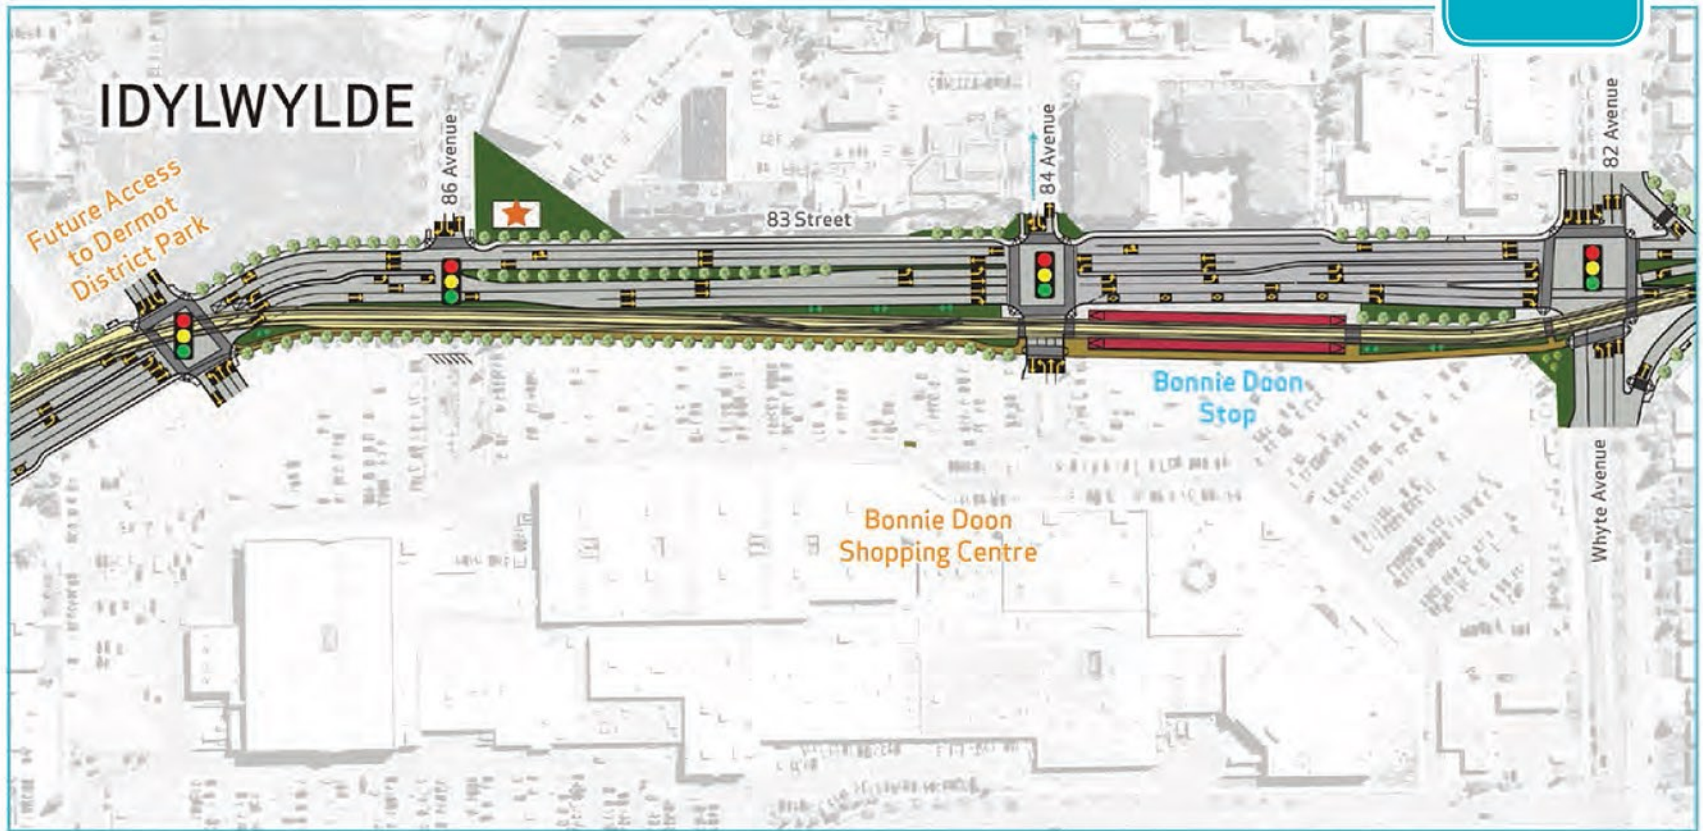 IDYLWYLDE
Future Access
to Dermot
District Park
86 Avenue
83 Street
84 Avenue
82 Avenue
Bonnie Doon
Stop
Bonnie Doon
Shopping Centre
Whyte Avenue